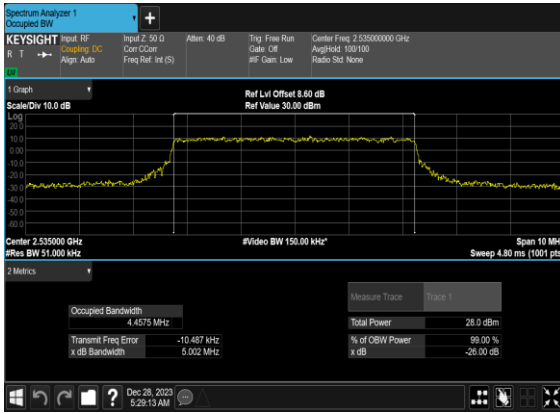 Spectrum Analyzer 1
Occupied BW
KEYSIGHT
R T
Input: RF
Coupling: DC
Align: Auto
Input Z: 50 Ω
Corr CCorr
Freq Ref: Int (S)
Atten: 40 dB
Trig: Free Run
Gate: Off
#IF Gain: Low
Center Freq: 2.535000000 GHz
Avg|Hold: 100/100
Radio Std: None
1 Graph
Scale/Div 10.0 dB
Ref Lvl Offset 8.60 dB
Ref Value 30.00 dBm
Log
20.0
10.0
0.00
-10.0
-20.0
-30.0
-40.0
-50.0
-60.0
Center 2.535000 GHz
#Res BW 51.000 kHz
#Video BW 150.00 kHz*
Span 10 MH
Sweep 4.80 ms (1001 pts
2 Metrics
Measure Trace Trace 1
Occupied Bandwidth
4.4575 MHz
Total Power 28.0 dBm
Transmit Freq Error -10.487 kHz
x dB Bandwidth 5.002 MHz
% of OBW Power 99.00 %
x dB -26.00 dB
?
Dec 28, 2023
5:29:13 AM